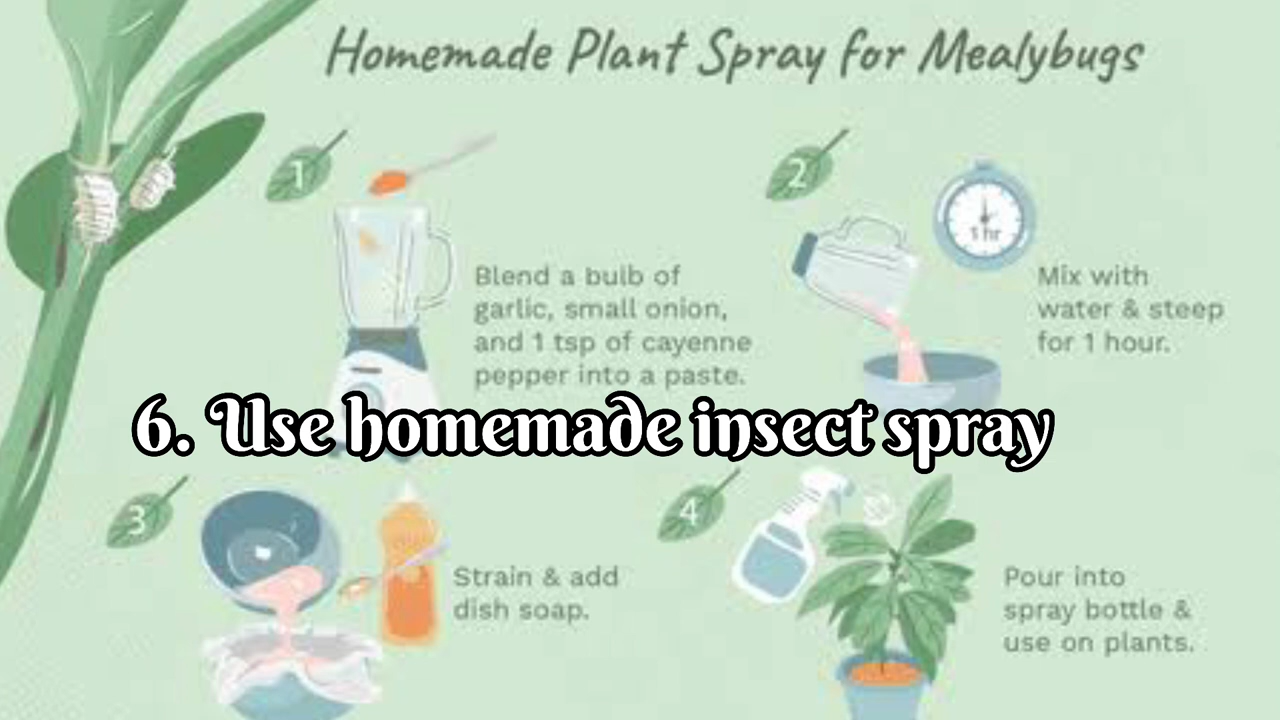 Homemade Plant Spray for Mealybugs
1
Blend a bulb of
garlic, small onion,
and 1 tsp of cayenne
pepper into a paste.
2
1 hr
Mix with
water & steep
for 1 hour.
6. Use homemade insect spray
3
Strain & add
dish soap.
4
Pour into
spray bottle &
use on plants.